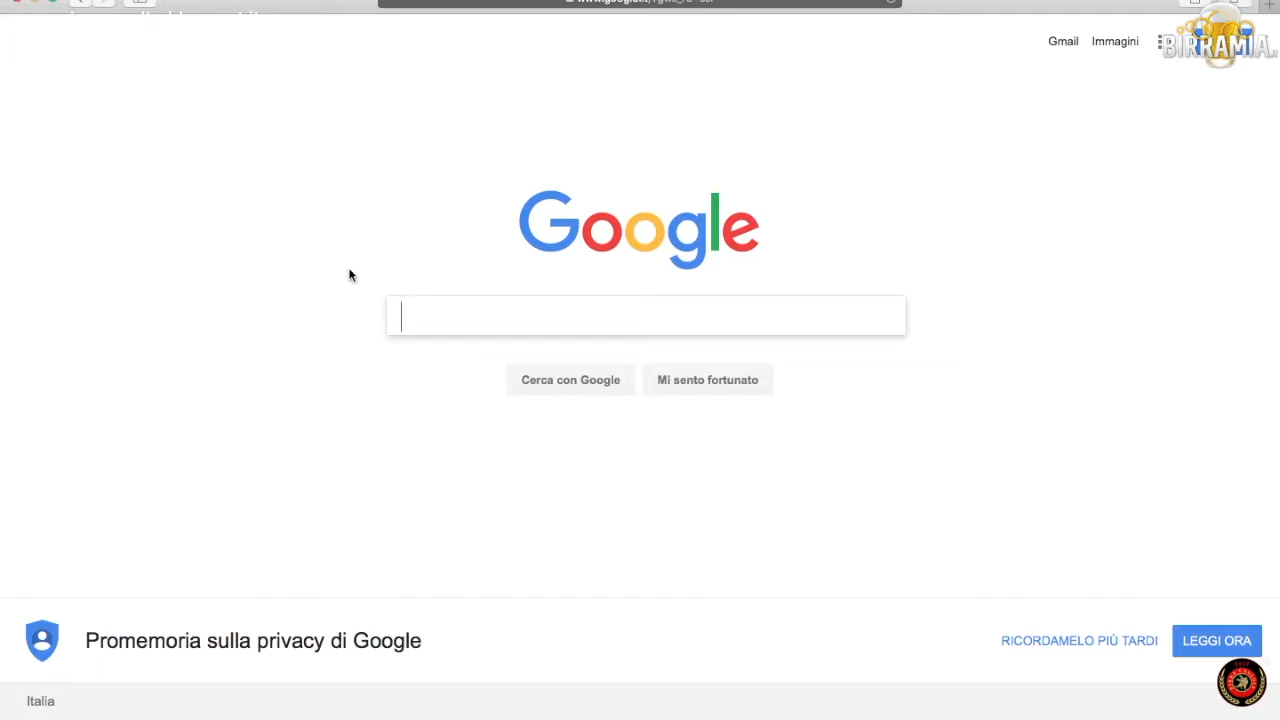 Gmail Immagini
BIRRAMIA.it
Google
Cerca con Google Mi sento fortunato
Promemoria sulla privacy di Google
RICORDAMELO PIÙ TARDI LEGGI ORA
Italia